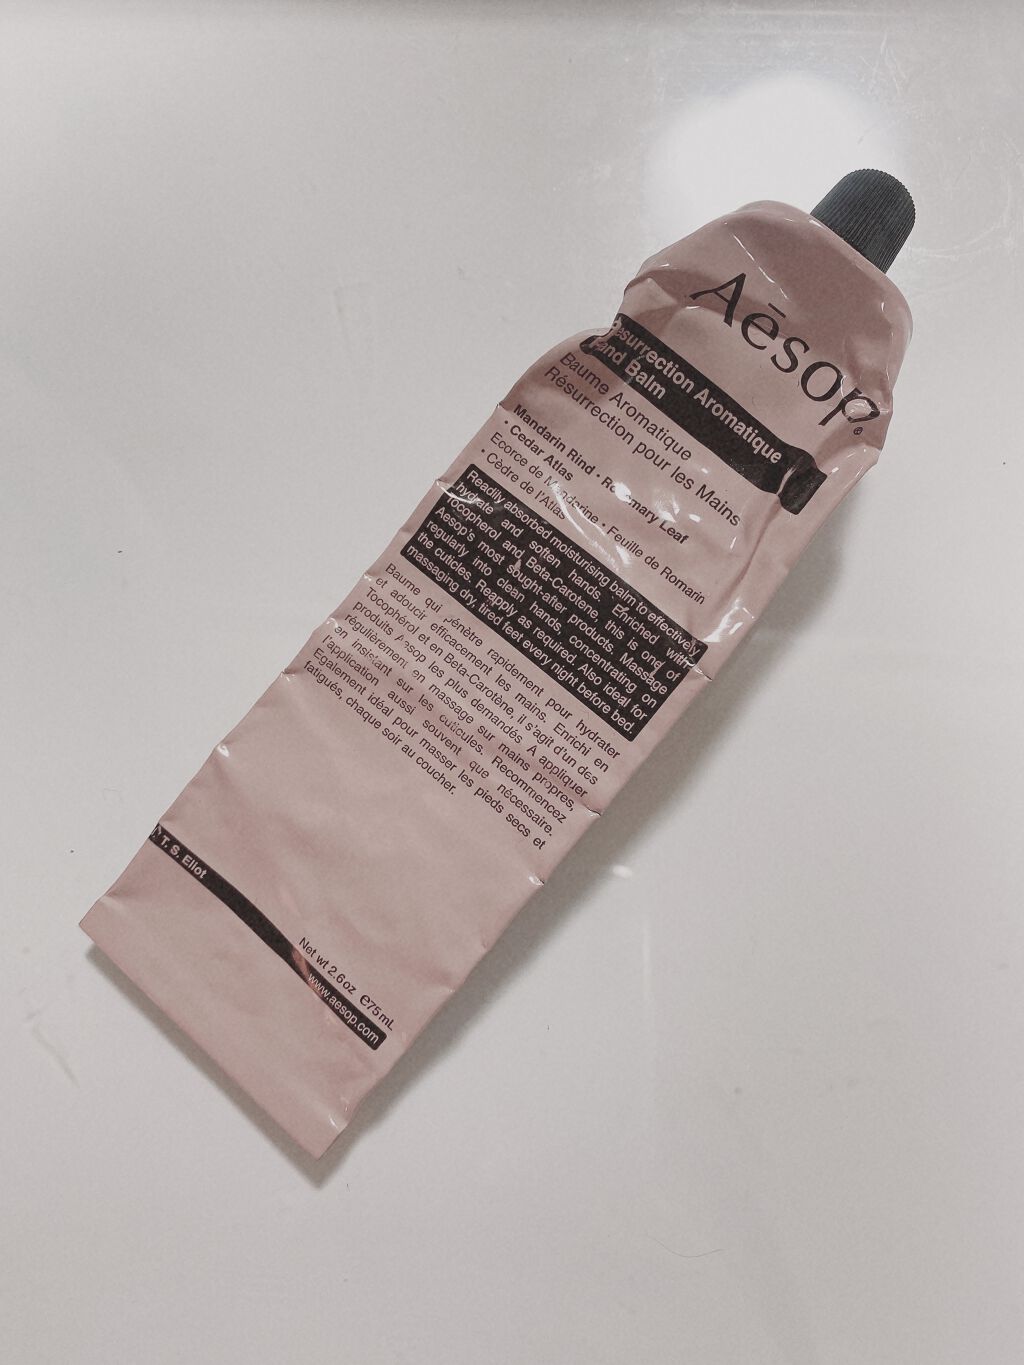 Aēsop®
Resurrection Aromatique
Hand Balm
Baume Aromatique
Résurrection pour les Mains
Mandarin Rind • Rosemary Leaf
• Cedar Atlas
Ecorce de Mandarine • Feuille de Romarin
• Cèdre de l'Atlas
Readily absorbed moisturising balm to effectively
hydrate and soften hands. Enriched with
Tocopherol and Beta-Carotene, this is one of
Aesop's most sought-after products. Massage
regularly into clean hands, concentrating on
the cuticles. Reapply as required. Also ideal for
massaging dry, tired feet every night before bed.
Baume qui pénètre rapidement pour hydrater
et adoucir efficacement les mains. Enrichi en
Tocophérol et en Beta-Carotène, il s'agit d'un des
produits Aesop les plus demandés. A appliquer
régulièrement en massage sur mains propres,
en insistant sur les cuticules. Recommencez
l'application aussi souvent que nécessaire.
Egalement idéal pour masser les pieds secs et
fatigués, chaque soir au coucher.
T. S. Eliot
Net wt 2.6 oz ℮75 mL
www.aesop.com